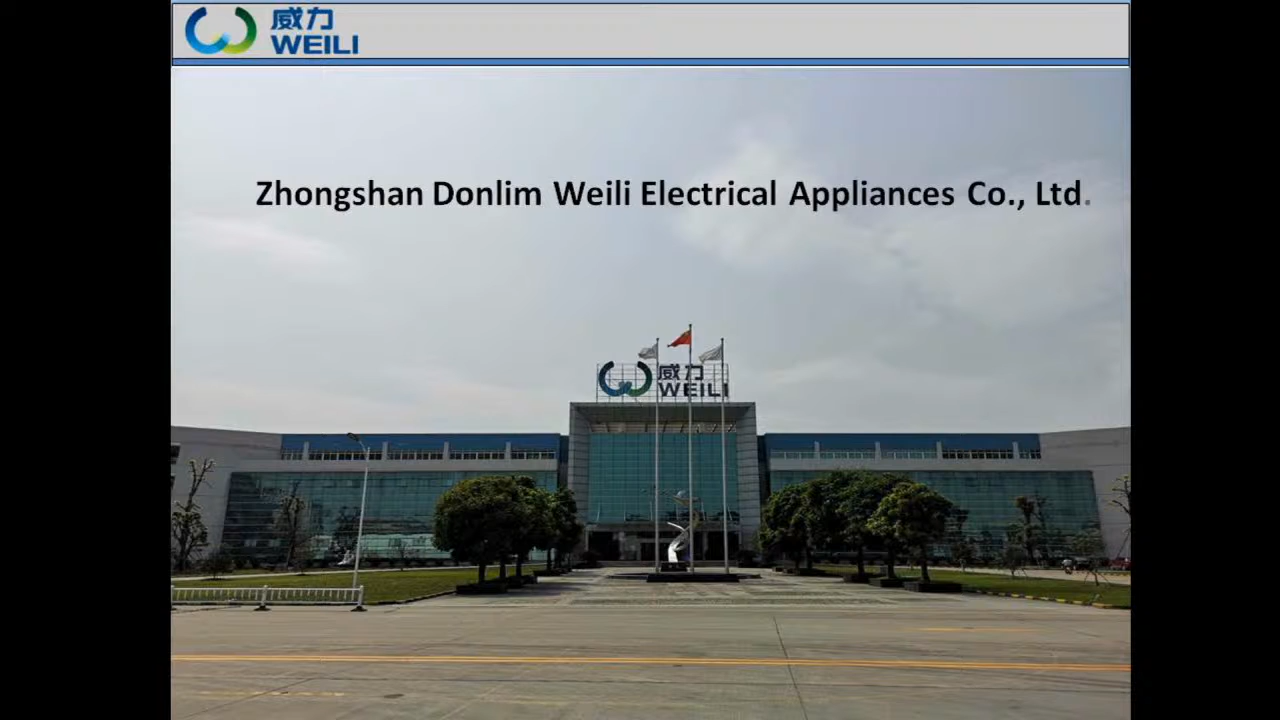 威力
WEILI
Zhongshan Donlim Weili Electrical Appliances Co., Ltd.
威力
WEILI